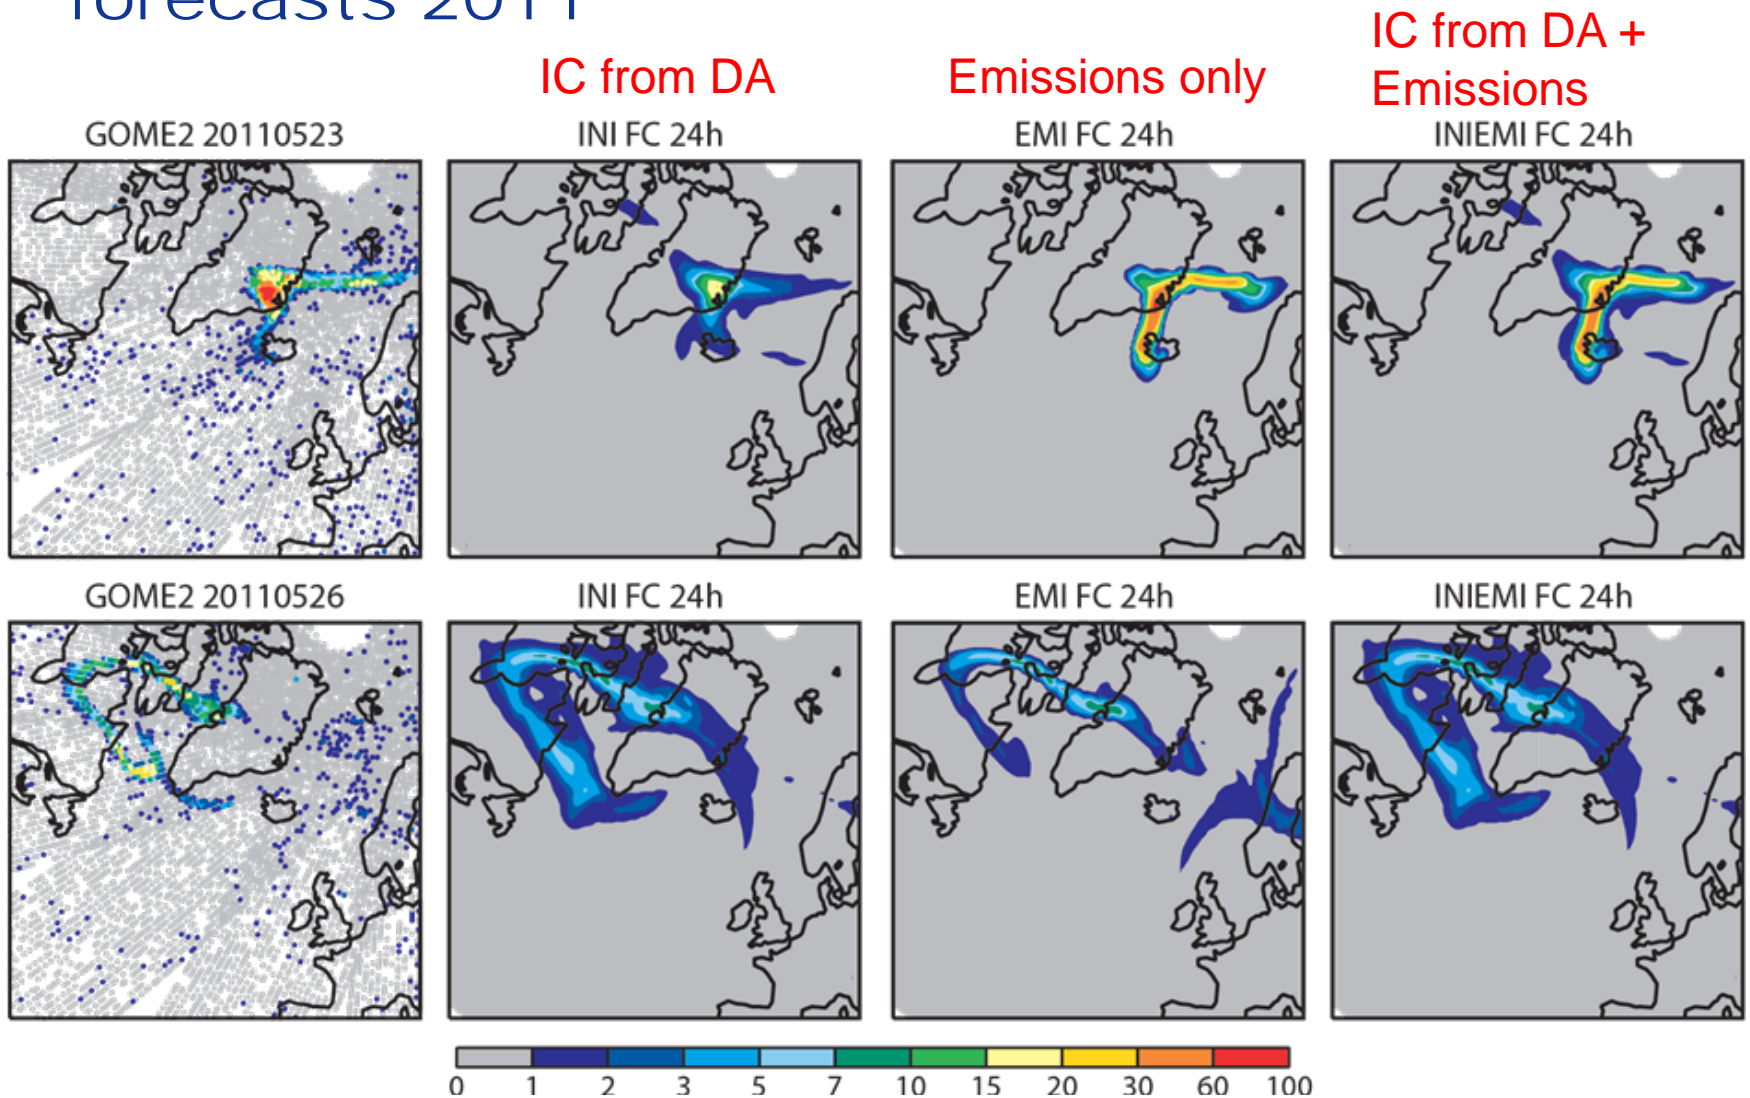 forecasts 2011
IC from DA
Emissions only
IC from DA +
Emissions
GOME2 20110523
INI FC 24h
EMI FC 24h
INIEMI FC 24h
GOME2 20110526
INI FC 24h
EMI FC 24h
INIEMI FC 24h
0 1 2 3 5 7 10 15 20 30 60 100